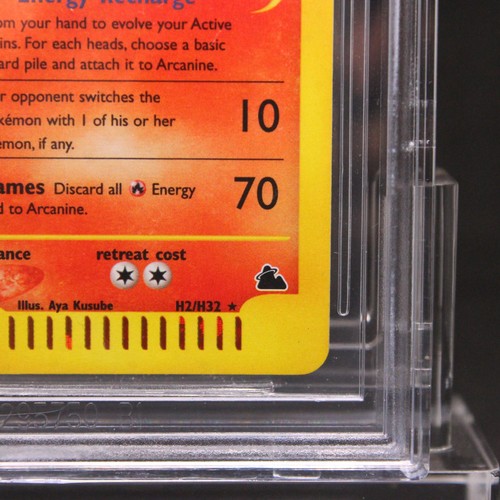 Energy Recharge
om your hand to evolve your Active
ins. For each heads, choose a basic
ard pile and attach it to Arcanine.
r opponent switches the
kémon with 1 of his or her
emon, if any.
10
ames Discard all Energy
d to Arcanine.
70
ance
retreat cost
Illus. Aya Kusube
H2/H32 ★